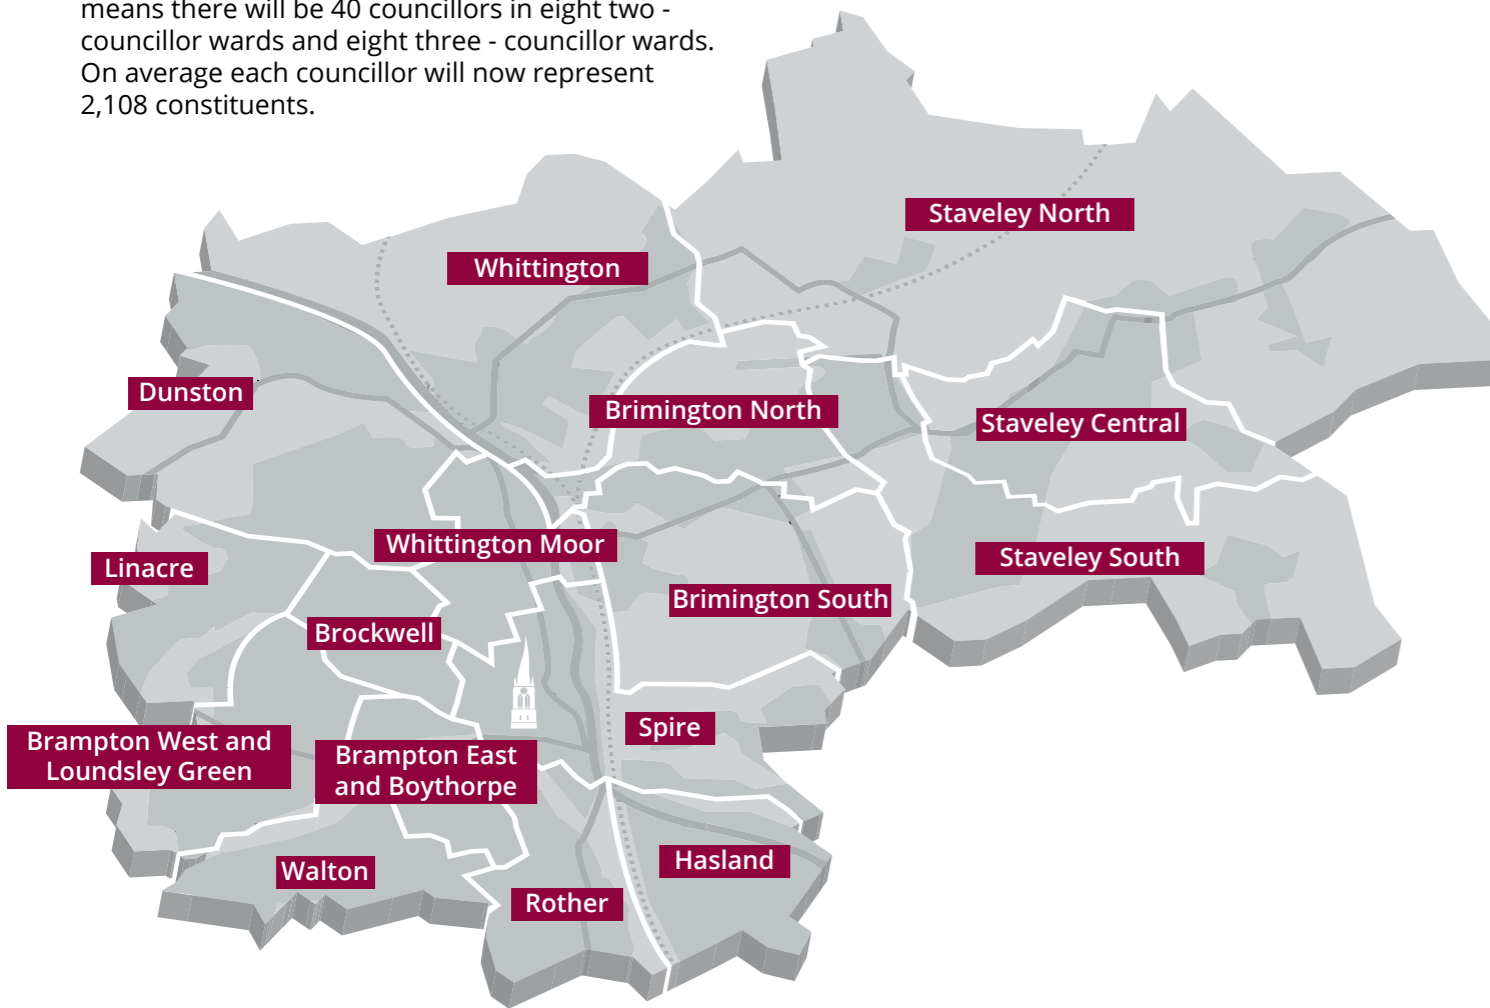 means there will be 40 councillors in eight two -
councillor wards and eight three - councillor wards.
On average each councillor will now represent
2,108 constituents.
Staveley North
Whittington
Dunston
Brimington North
Staveley Central
Whittington Moor
Staveley South
Linacre
Brimington South
Brockwell
Spire
Brampton West and
Loundsley Green
Brampton East
and Boythorpe
Hasland
Walton
Rother